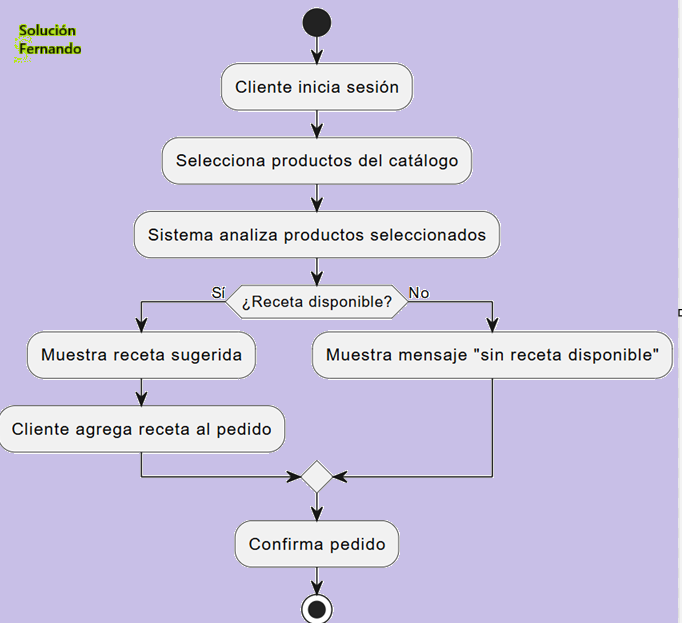 Solución
Fernando
Cliente inicia sesión
Selecciona productos del catálogo
Sistema analiza productos seleccionados
Sí
¿Receta disponible?
No
Muestra receta sugerida
Muestra mensaje "sin receta disponible"
Cliente agrega receta al pedido
Confirma pedido